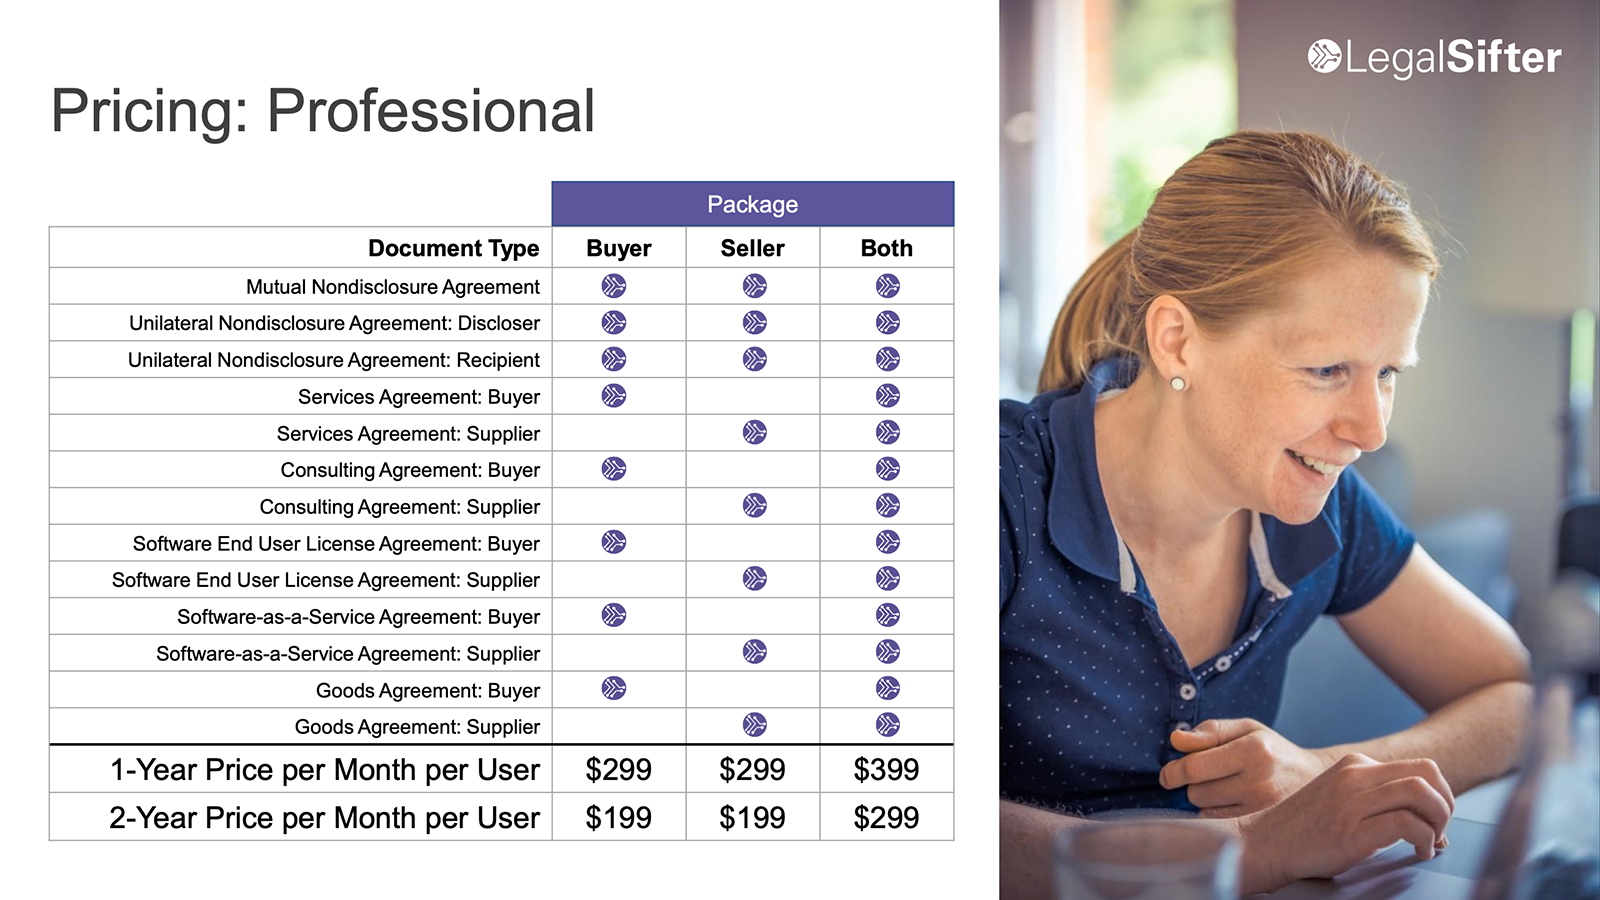 LegalSifter
Pricing: Professional
Package
Document Type Buyer Seller Both
Mutual Nondisclosure Agreement
Unilateral Nondisclosure Agreement: Discloser
Unilateral Nondisclosure Agreement: Recipient
Services Agreement: Buyer
Services Agreement: Supplier
Consulting Agreement: Buyer
Consulting Agreement: Supplier
Software End User License Agreement: Buyer
Software End User License Agreement: Supplier
Software-as-a-Service Agreement: Buyer
Software-as-a-Service Agreement: Supplier
Goods Agreement: Buyer
Goods Agreement: Supplier
1-Year Price per Month per User $299 $299 $399
2-Year Price per Month per User $199 $199 $299